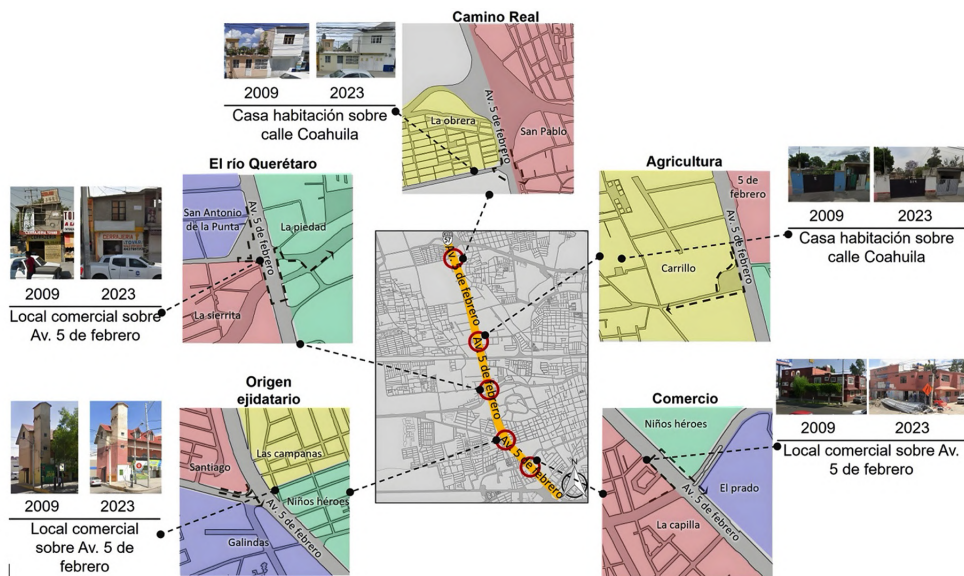 Camino Real
2009
2023
Casa habitación sobre
calle Coahuila
La obrera
Av. 5 de febrero
San Pablo
El río Querétaro
2009
2023
Local comercial sobre
Av. 5 de febrero
San Antonio
de la Punta
Av. 5 de febrero
La piedad
La sierrita
Agricultura
5 de
febrero
Av. 5 de febrero
Carrillo
2009
2023
Casa habitación sobre
calle Coahuila
57
Av. 5 de febrero
Av. 5 de febrero
Av. 5 de febrero
N
Origen
ejidatario
2009
2023
Local comercial
sobre Av. 5 de
febrero
Las campanas
Santiago
Niños héroes
Av. 5 de febrero
Galindas
Comercio
Niños héroes
El prado
Av. 5 de febrero
La capilla
2009
2023
Local comercial sobre Av.
5 de febrero